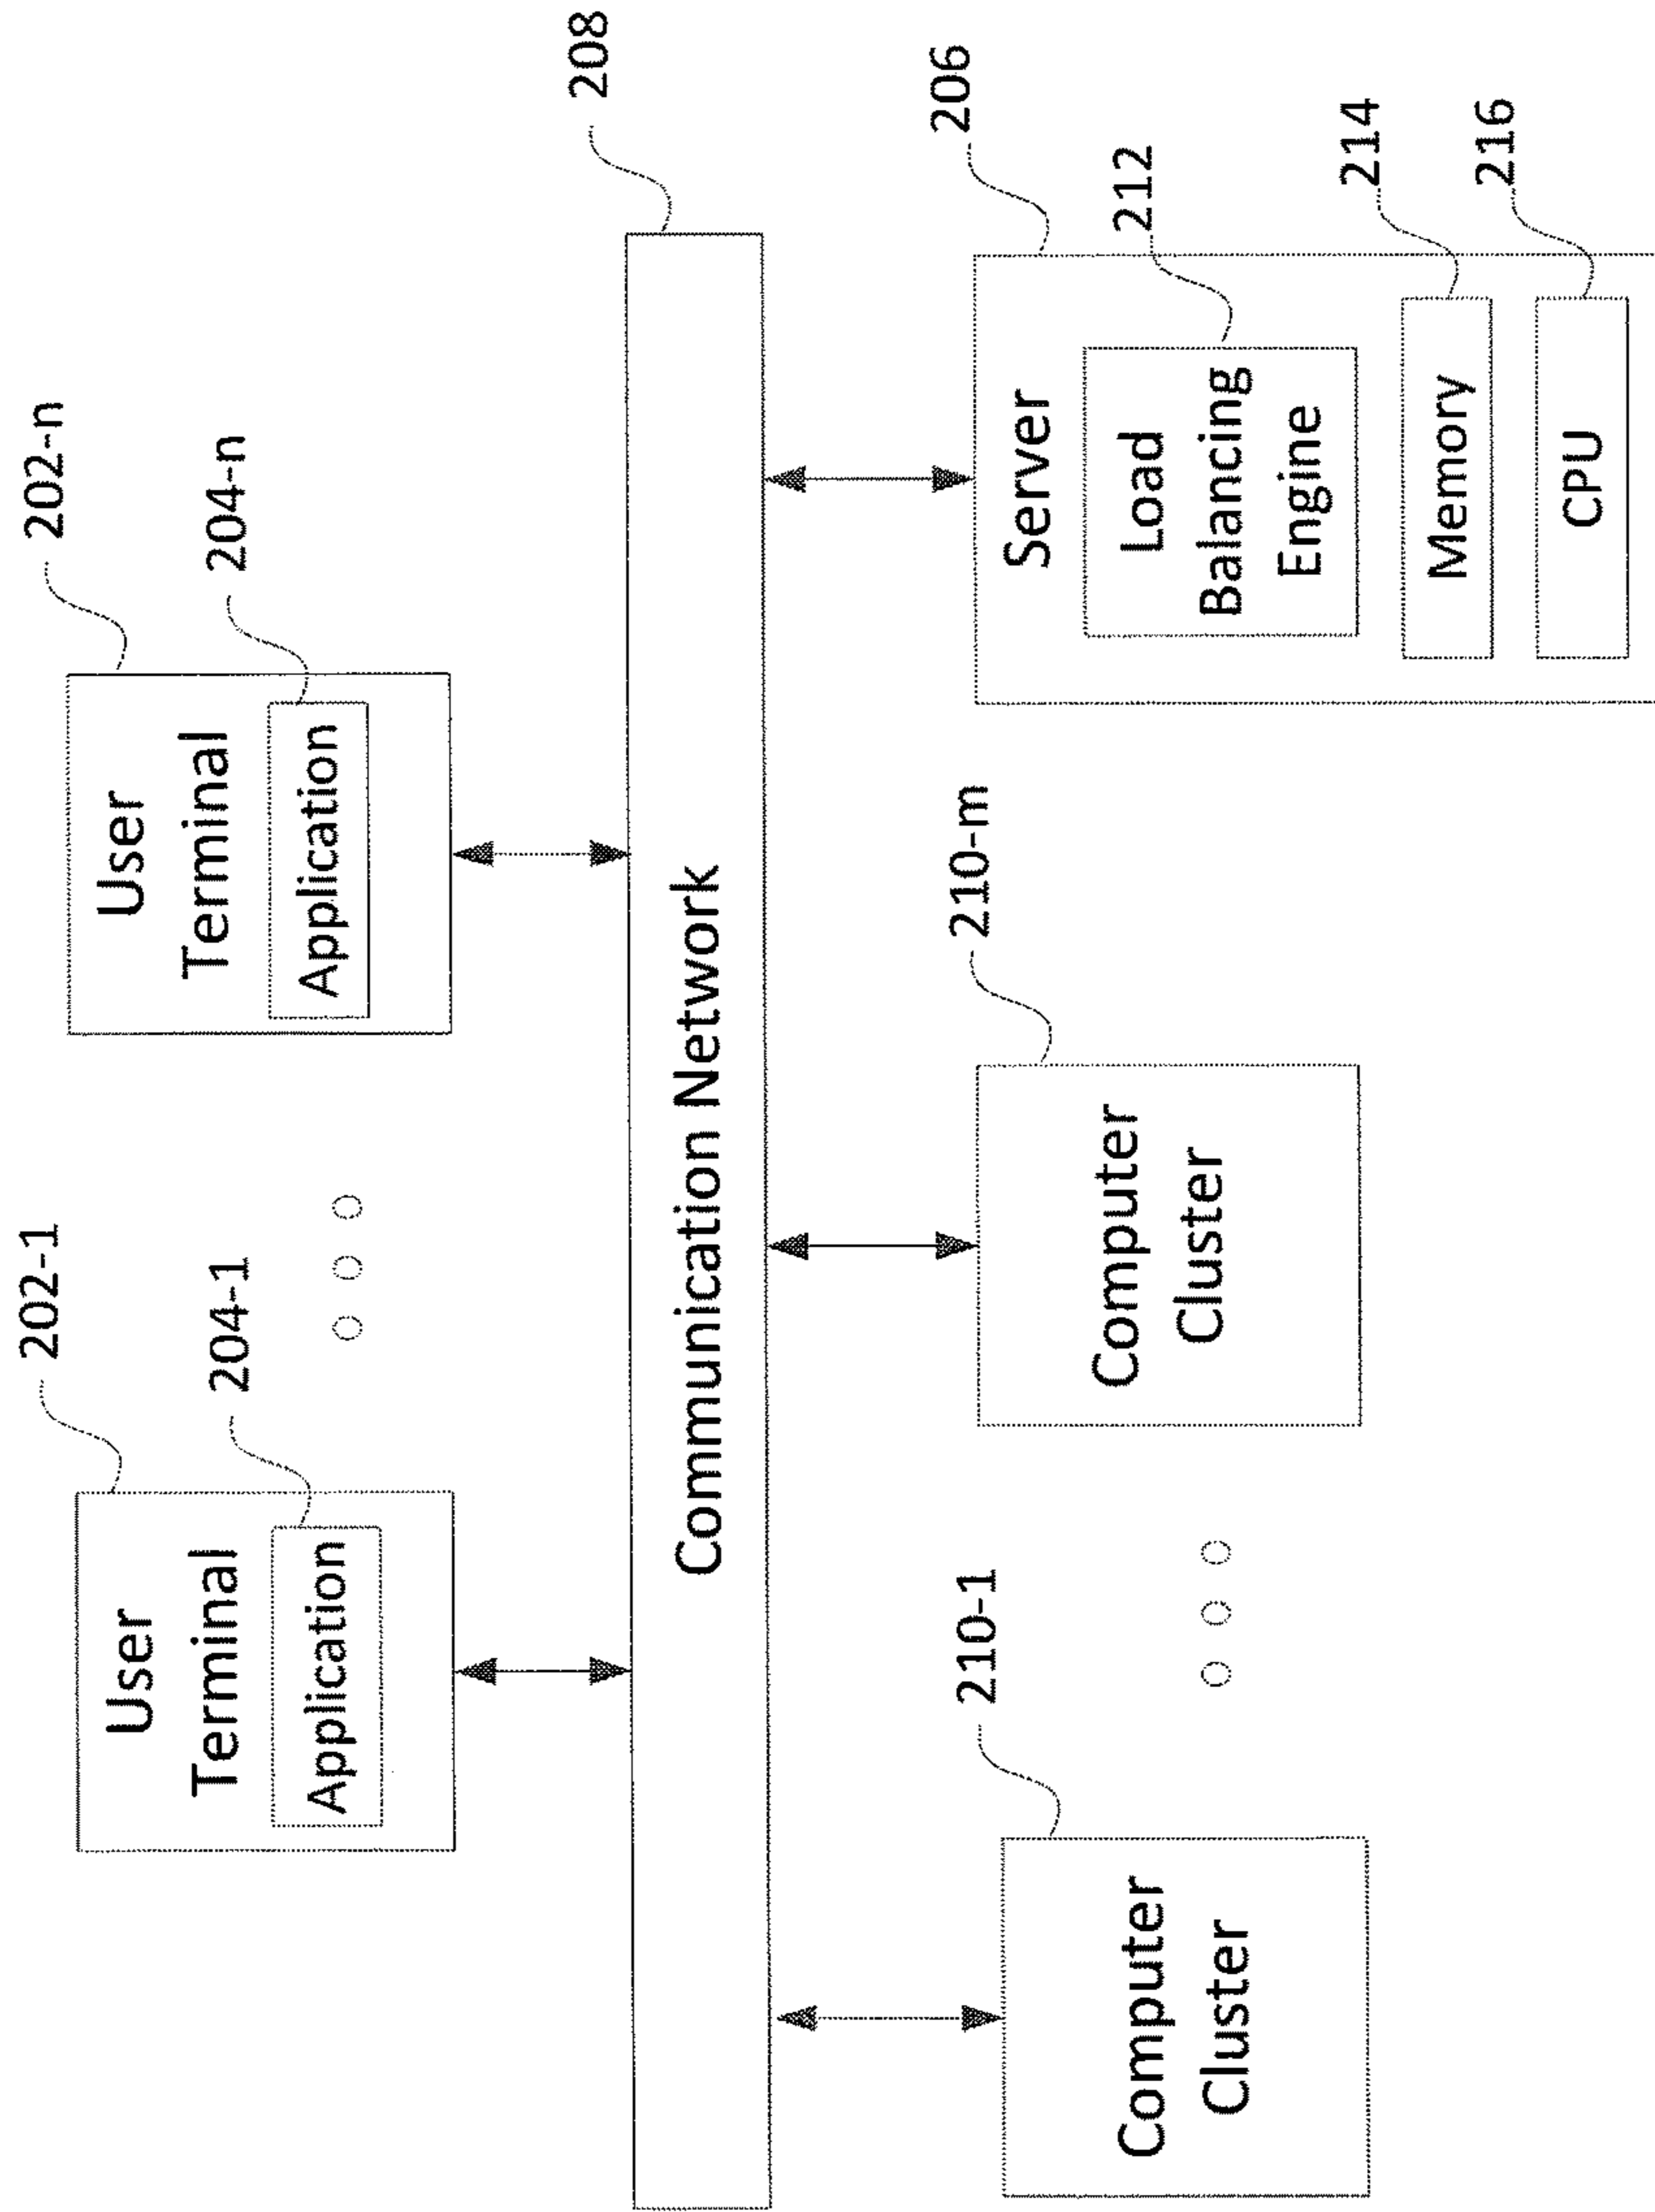 202-1
User
Terminal
204-1
Application
202-n
User
Terminal
204-n
Application
208
Communication Network
210-1
Computer
Cluster
210-m
Computer
Cluster
206
Server
212
Load
Balancing
Engine
214
Memory
216
CPU